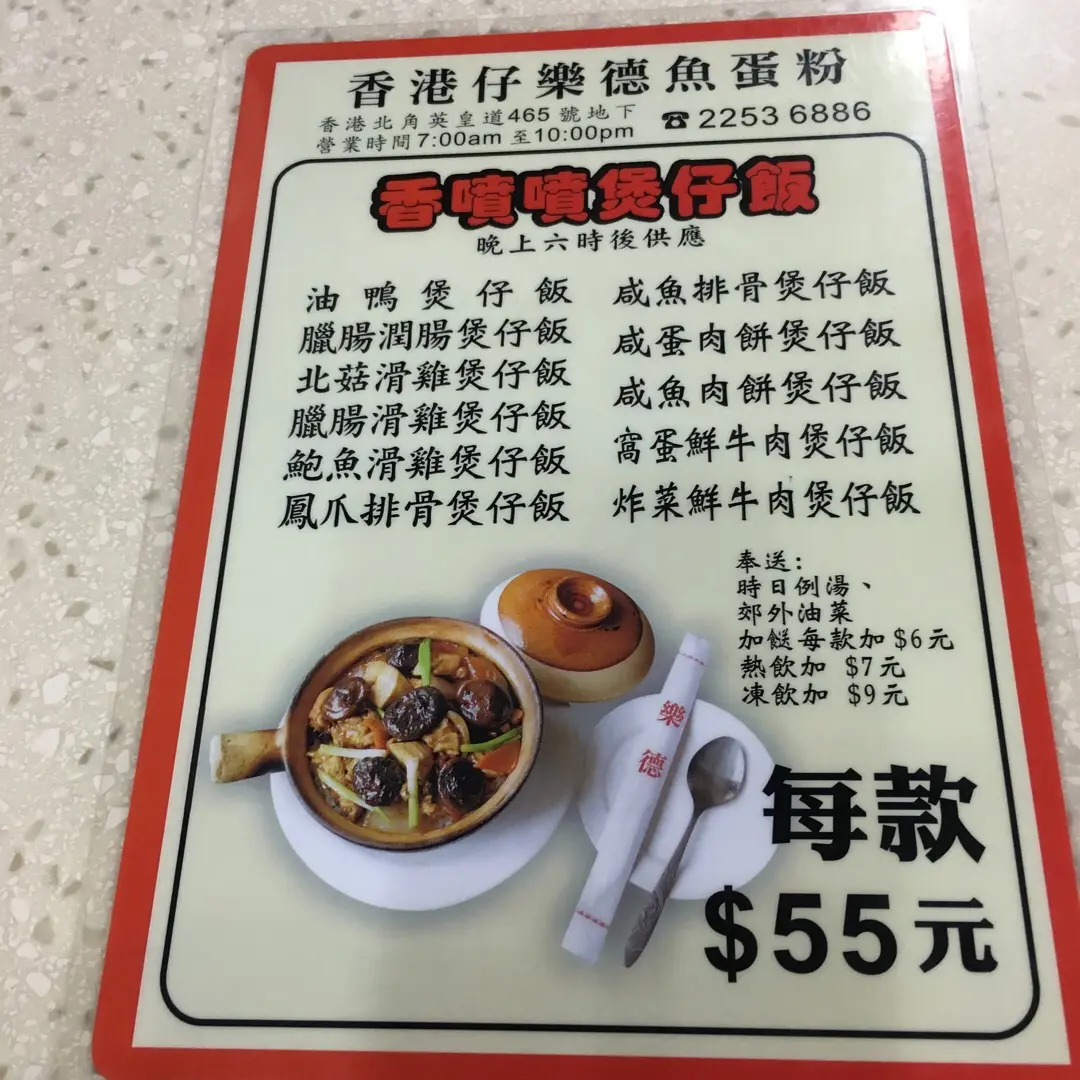 香港仔樂德魚蛋粉
香港北角英皇道465號地下
營業時間7:00am 至10:00pm
☎ 2253 6886
香噴噴煲仔飯
晚上六時後供應
油鴨煲仔飯
臘腸潤腸煲仔飯
北菇滑雞煲仔飯
臘腸滑雞煲仔飯
鮑魚滑雞煲仔飯
鳳爪排骨煲仔飯
咸魚排骨煲仔飯
咸蛋肉餅煲仔飯
咸魚肉餅煲仔飯
窩蛋鮮牛肉煲仔飯
炸菜鮮牛肉煲仔飯
奉送:
時日例湯、
郊外油菜
加餸每款加 $6元
熱飲加 $7元
凍飲加 $9元
樂德
每款
$55元